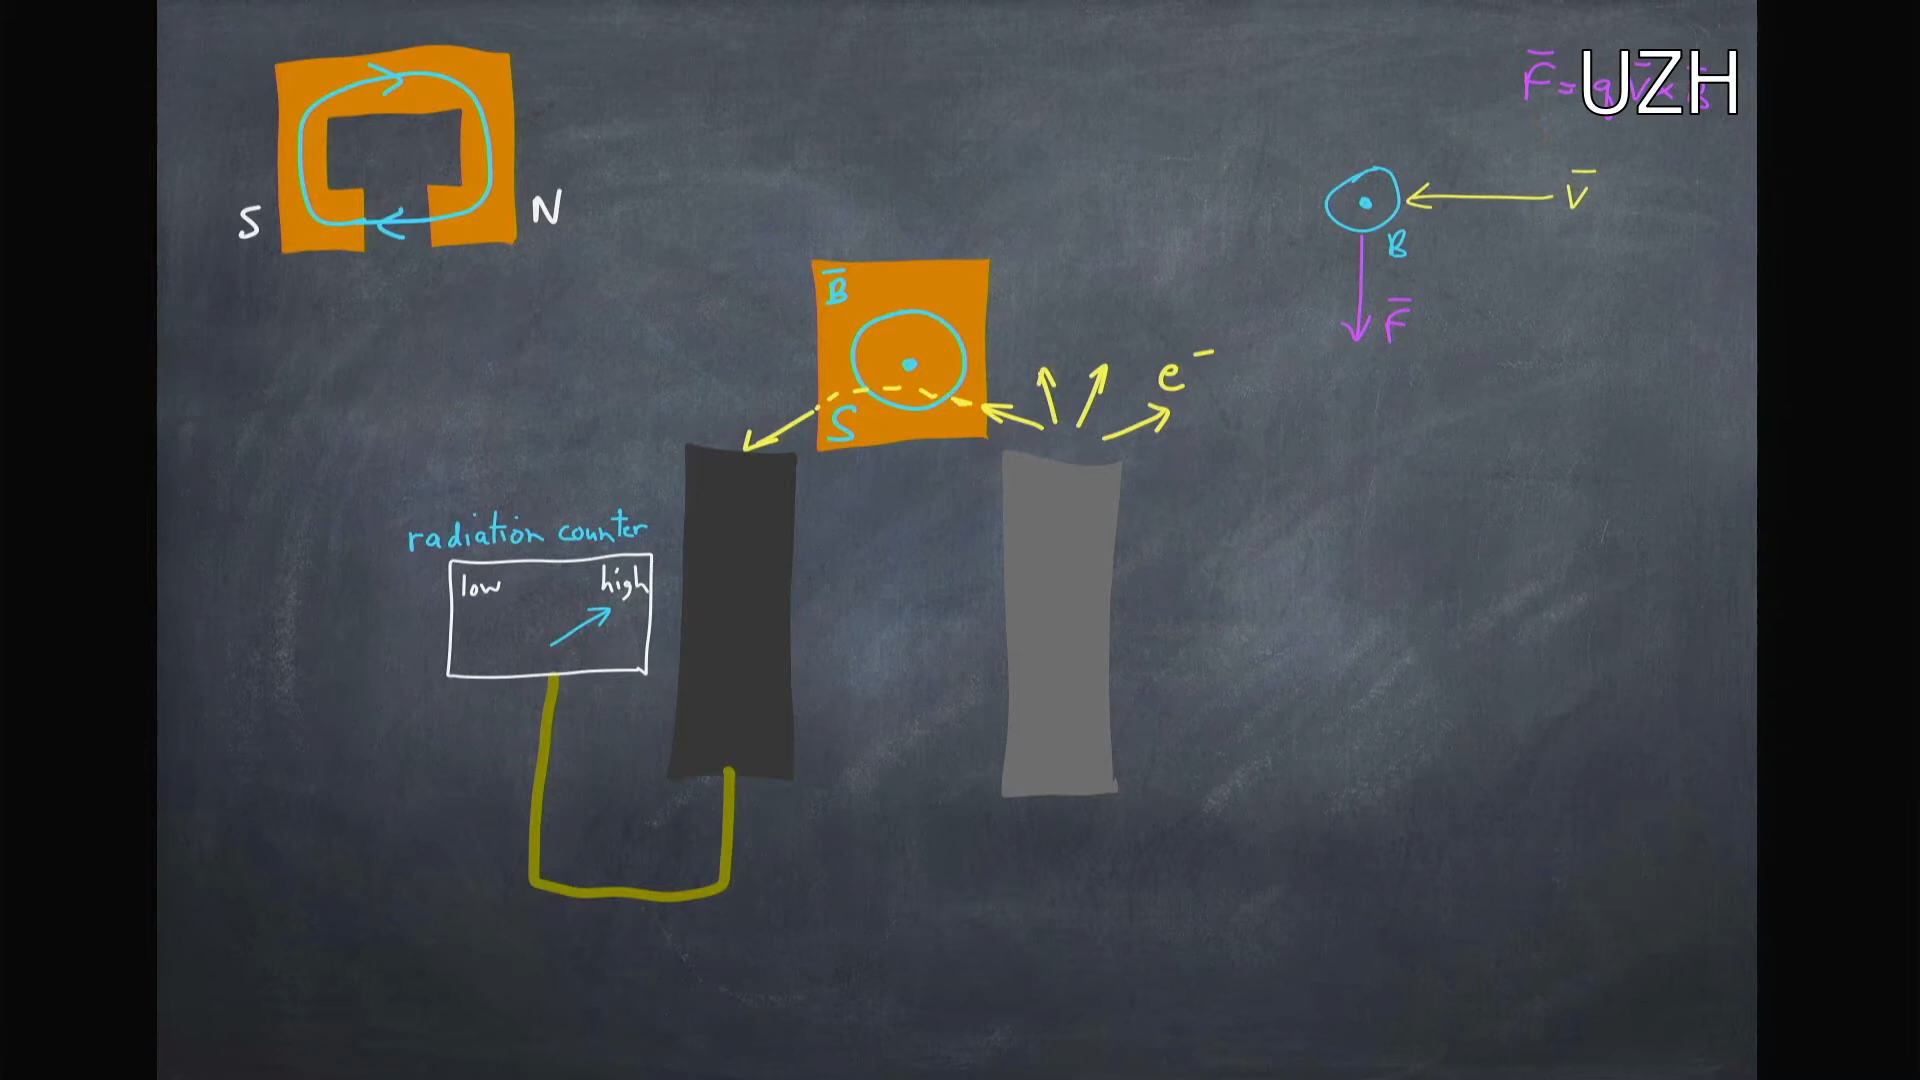 F̄ = q V̄ × B̄
UZH
S
N
V̄
B
F̄
B̄
S
e⁻
radiation counter
low high